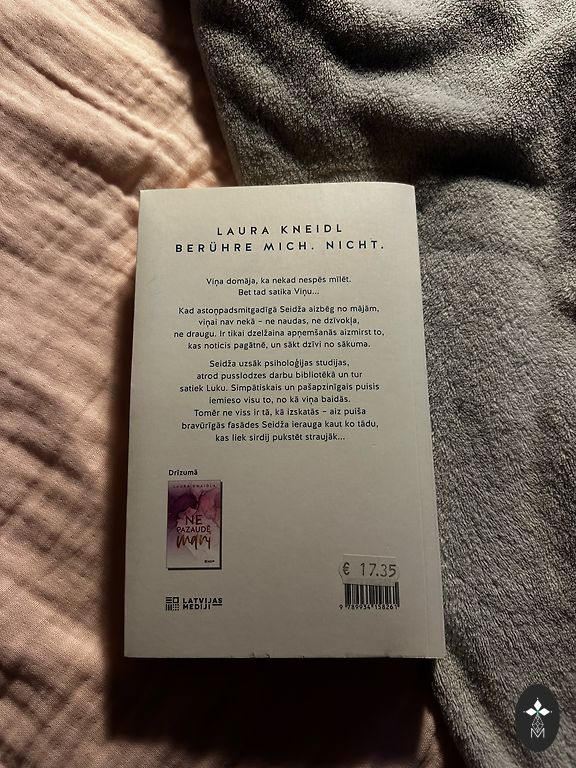 LAURA KNEIDL
BERÜHRE MICH. NICHT.
Viņa domāja, ka nekad nespēs mīlēt.
Bet tad satika Viņu...
Kad astoņpadsmitgadīgā Seidža aizbēg no mājām,
viņai nav nekā – ne naudas, ne dzīvokļa,
ne draugu. Ir tikai dzelžaina apņemšanās aizmirst to,
kas noticis pagātnē, un sākt dzīvi no sākuma.
Seidža uzsāk psiholoģijas studijas,
atrod pusslodzes darbu bibliotēkā un tur
satiek Luku. Simpātiskais un pašapzinīgais puisis
iemieso visu to, no kā viņa baidās.
Tomēr ne viss ir tā, kā izskatās – aiz puiša
bravūrīgās fasādes Seidža ierauga kaut ko tādu,
kas liek sirdij pukstēt straujāk...
Drīzumā
LAURA KNAIDLA
NE
PAZAUDĒ
mani
€ 17.35
LATVIJAS
MEDIJI
9 789934 158261
M